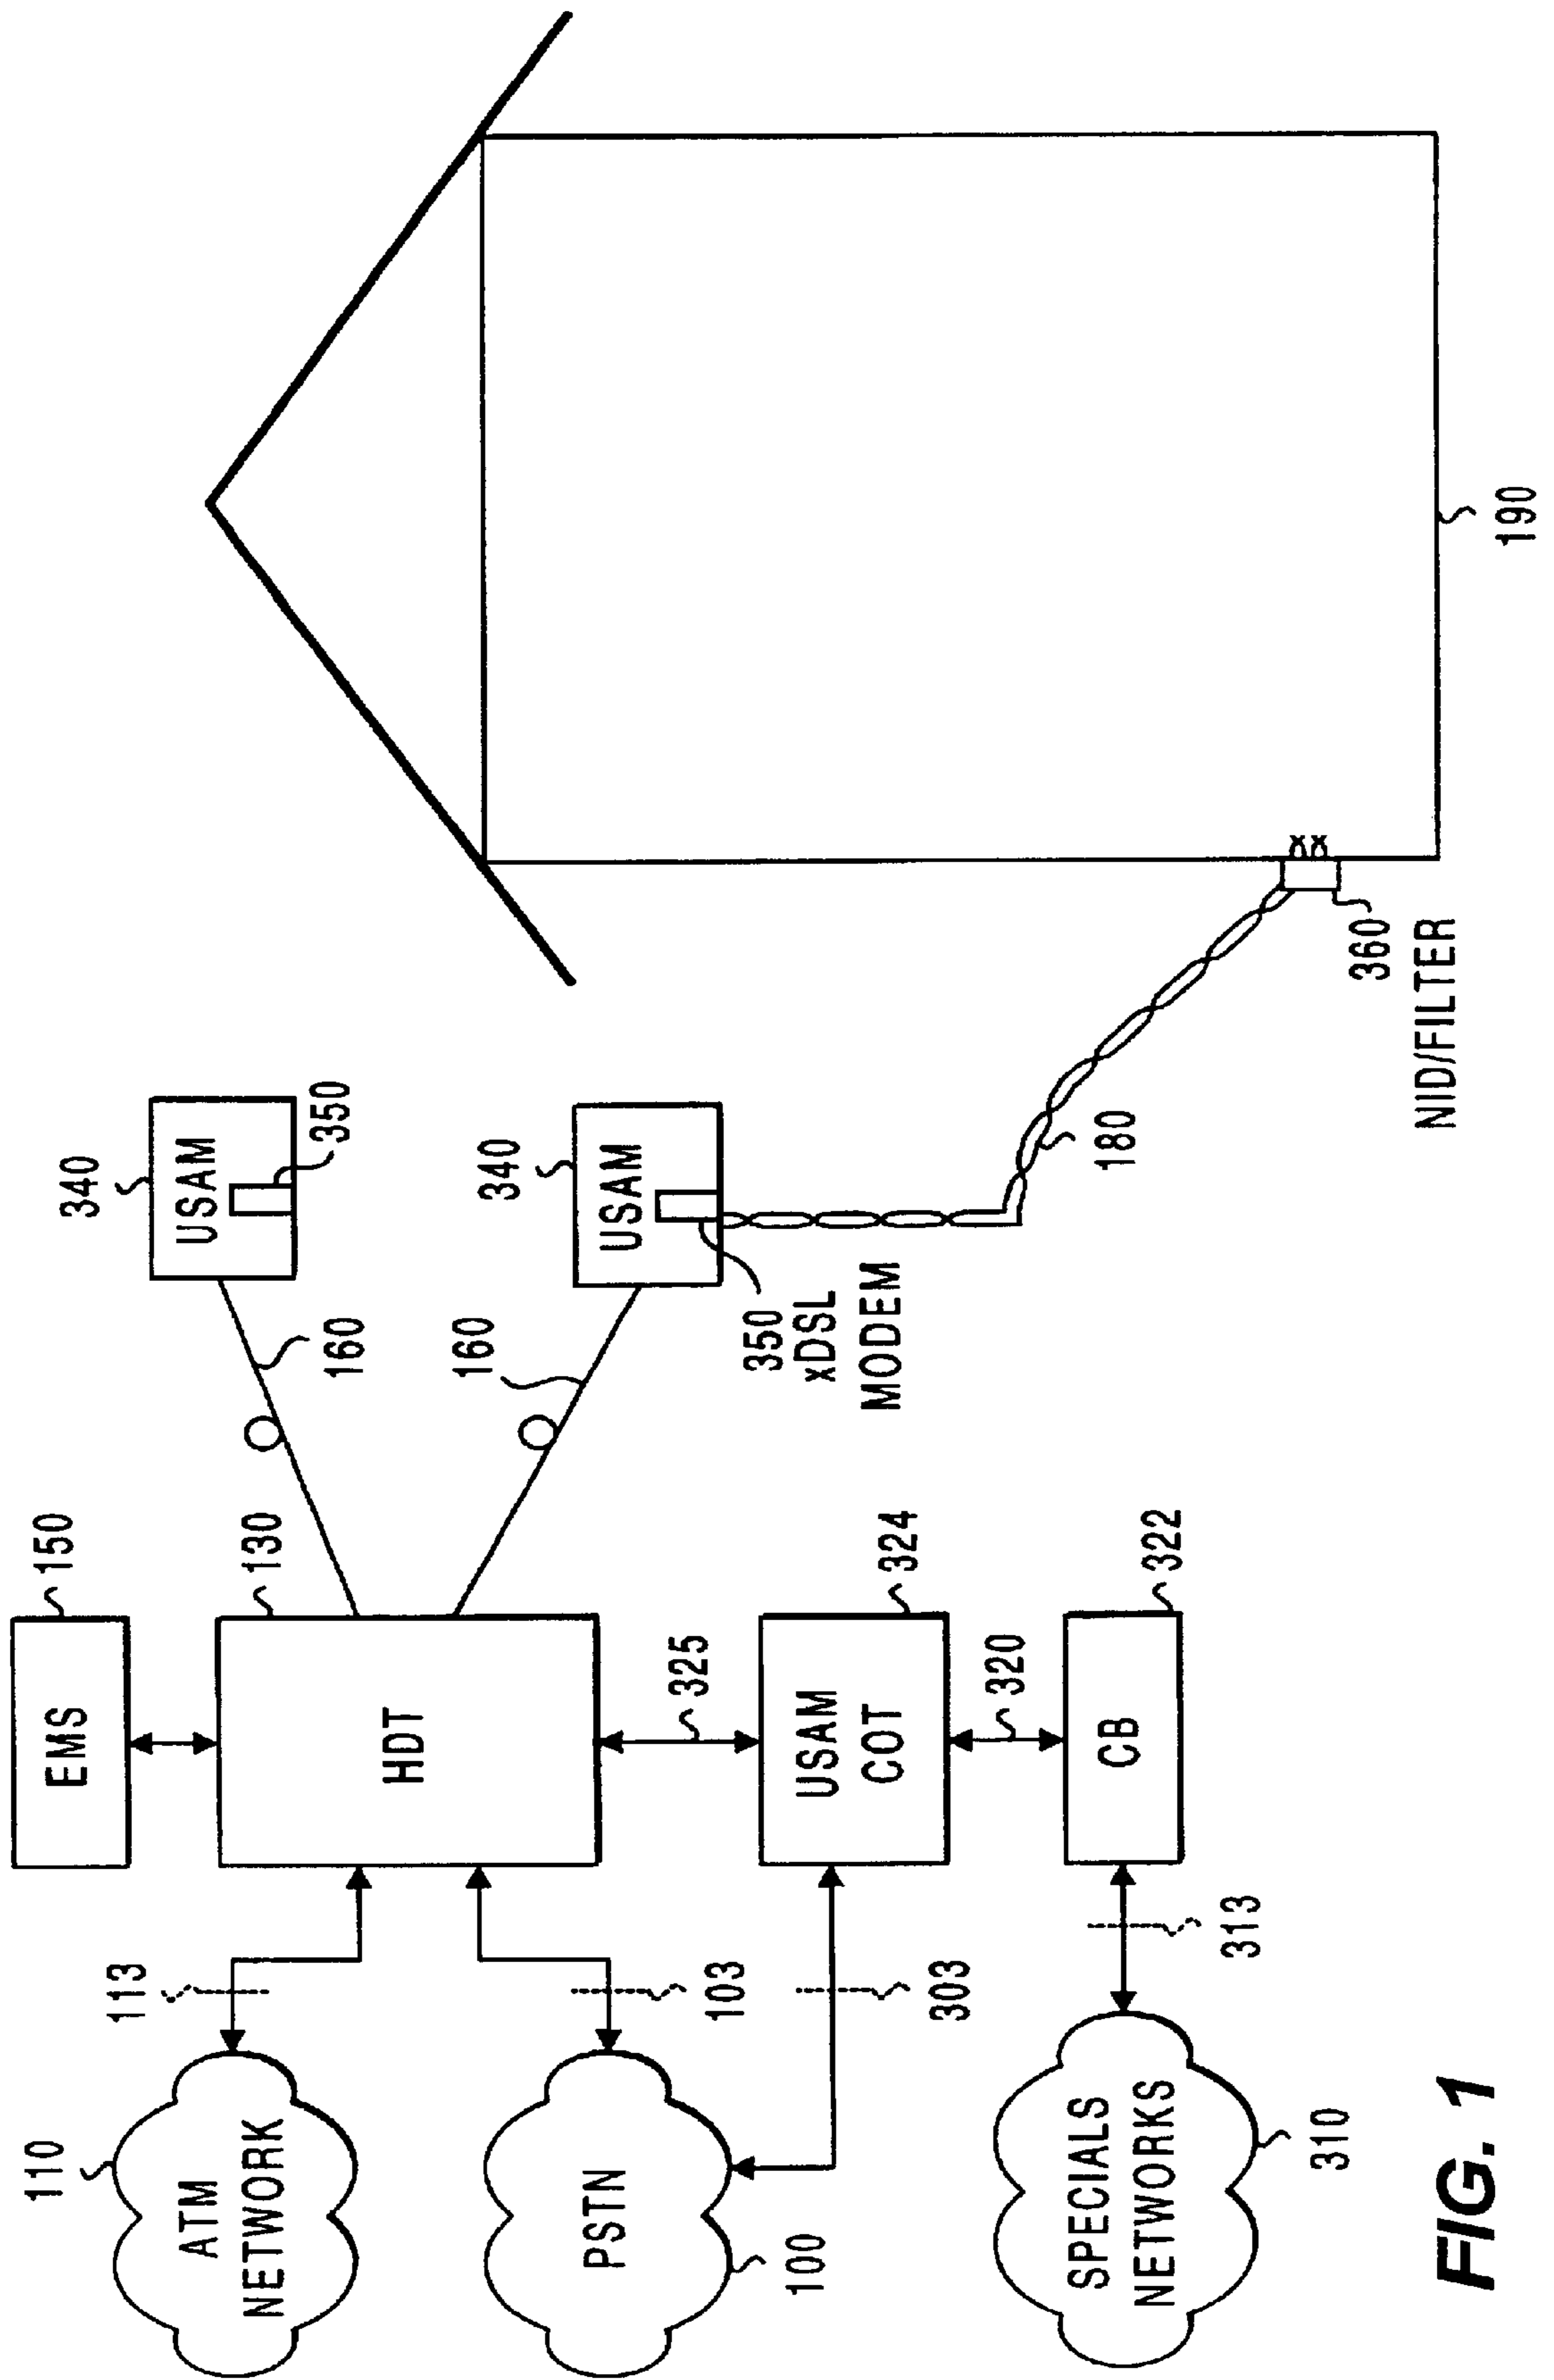 EMS
150
340
USAM
350
113
110
ATM
NETWORK
HDT
130
160
160
340
USAM
350
xDSL
MODEM
PSTN
100
103
325
USAM
COT
324
303
180
360
NID/FILTER
190
320
CB
322
SPECIALS
NETWORKS
310
313
FIG. 1